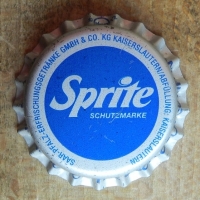 Sprite
SCHUTZMARKE
SAAR-PFALZ-ERFRISCHUNGSGETRÄNKE GMBH & CO. KG KAISERSLAUTERN/ABFÜLLUNG: KAISERSLAUTERN